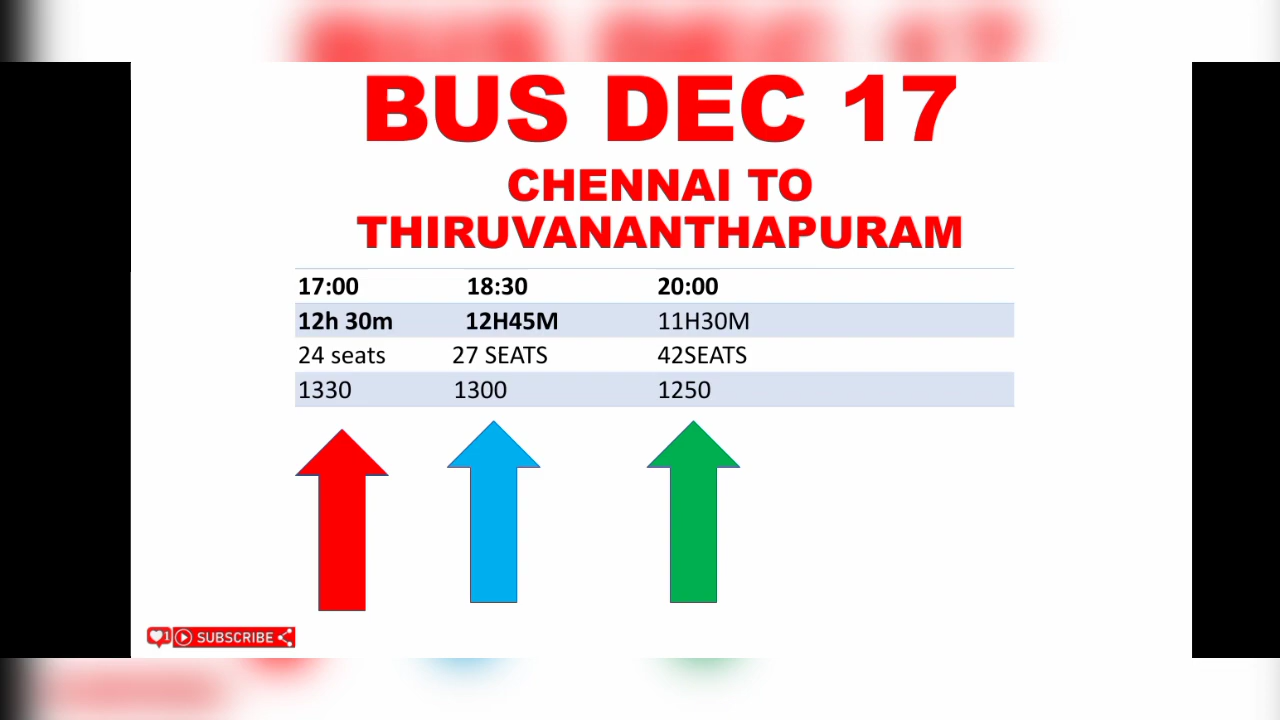 BUS DEC 17
CHENNAI TO
THIRUVANANTHAPURAM
17:00 18:30 20:00
12h 30m 12H45M 11H30M
24 seats 27 SEATS 42SEATS
1330 1300 1250
1 SUBSCRIBE